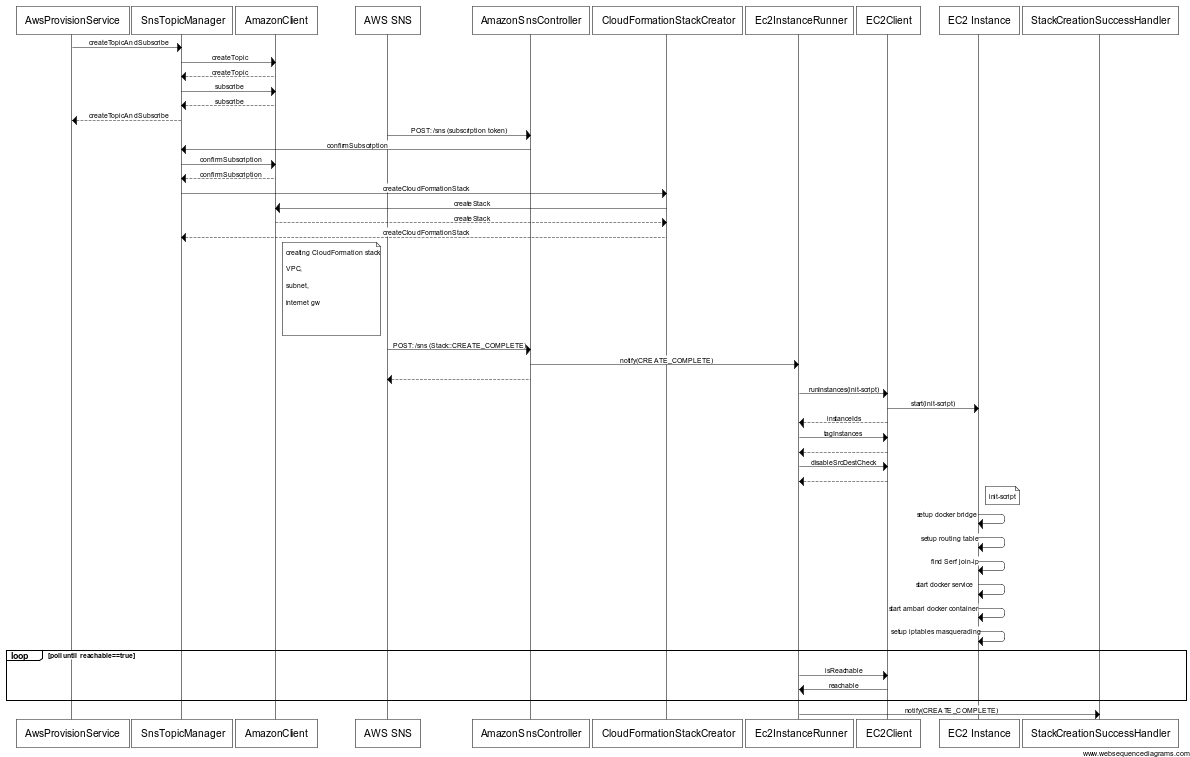 AwsProvisionService SnsTopicManager AmazonClient AWS SNS AmazonSnsController CloudFormationStackCreator Ec2InstanceRunner EC2Client EC2 Instance StackCreationSuccessHandler
createTopicAndSubscribe
createTopic
createTopic
subscribe
subscribe
createTopicAndSubscribe
POST: /sns (subscription token)
confirmSubscription
confirmSubscription
confirmSubscription
createCloudFormationStack
createStack
createStack
createCloudFormationStack
creating CloudFormation stack
VPC,
subnet,
internet gw
POST: /sns (Stack::CREATE_COMPLETE)
notify(CREATE_COMPLETE)
runInstances(init-script)
start(init-script)
instanceIds
tagInstances
disableSrcDestCheck
init-script
setup docker bridge
setup routing table
find Serf join-ip
start docker service
start ambari docker container
setup iptables masquerading
loop [poll until reachable==true]
isReachable
reachable
notify(CREATE_COMPLETE)
AwsProvisionService SnsTopicManager AmazonClient AWS SNS AmazonSnsController CloudFormationStackCreator Ec2InstanceRunner EC2Client EC2 Instance StackCreationSuccessHandler
www.websequencediagrams.com